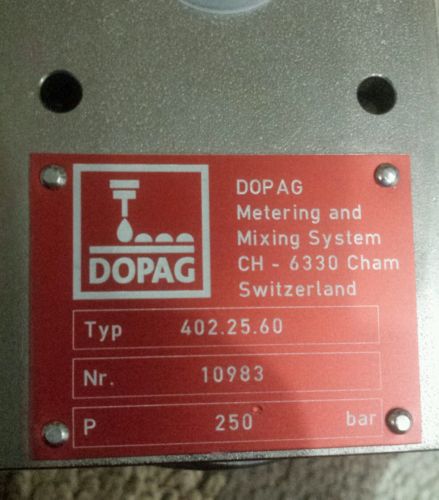 DOPAG
DOPAG
Metering and
Mixing System
CH - 6330 Cham
Switzerland
Typ 402.25.60
Nr. 10983
P 250 bar